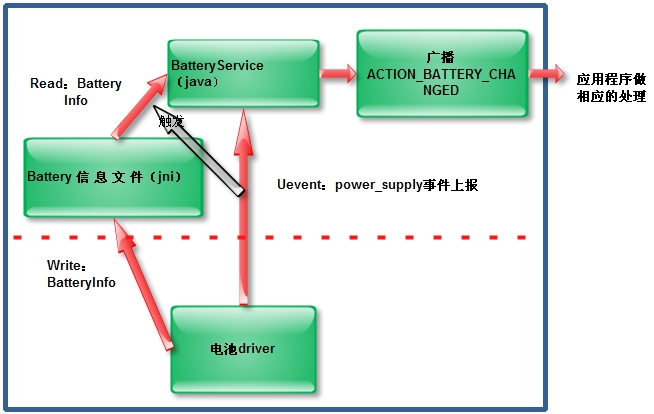 BatteryService
（java）
广播
ACTION_BATTERY_CHA
NGED
应用程序做
相应的处理
Read：Battery
Info
触发
Battery 信 息 文 件（jni）
Uevent：power_supply事件上报
Write：
BatteryInfo
电池driver